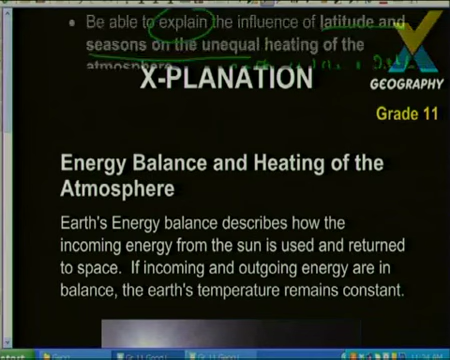 • Be able to explain the influence of latitude and
seasons on the unequal heating of the
atmosphere
X-PLANATION
GEOGRAPHY
Grade 11
Energy Balance and Heating of the
Atmosphere
Earth's Energy balance describes how the
incoming energy from the sun is used and returned
to space. If incoming and outgoing energy are in
balance, the earth's temperature remains constant.
start